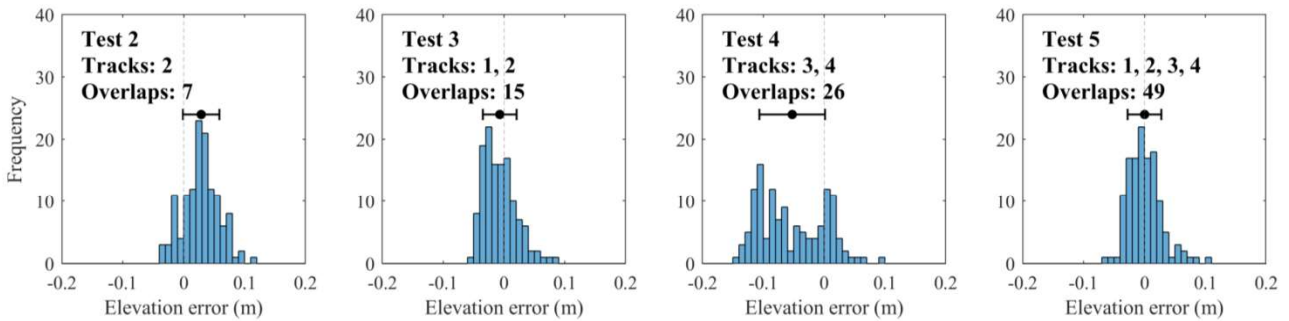 40
30
20
10
0
Frequency
Test 2
Tracks: 2
Overlaps: 7
-0.2 -0.1 0 0.1 0.2
Elevation error (m)
40
30
20
10
0
Test 3
Tracks: 1, 2
Overlaps: 15
-0.2 -0.1 0 0.1 0.2
Elevation error (m)
40
30
20
10
0
Test 4
Tracks: 3, 4
Overlaps: 26
-0.2 -0.1 0 0.1 0.2
Elevation error (m)
40
30
20
10
0
Test 5
Tracks: 1, 2, 3, 4
Overlaps: 49
-0.2 -0.1 0 0.1 0.2
Elevation error (m)